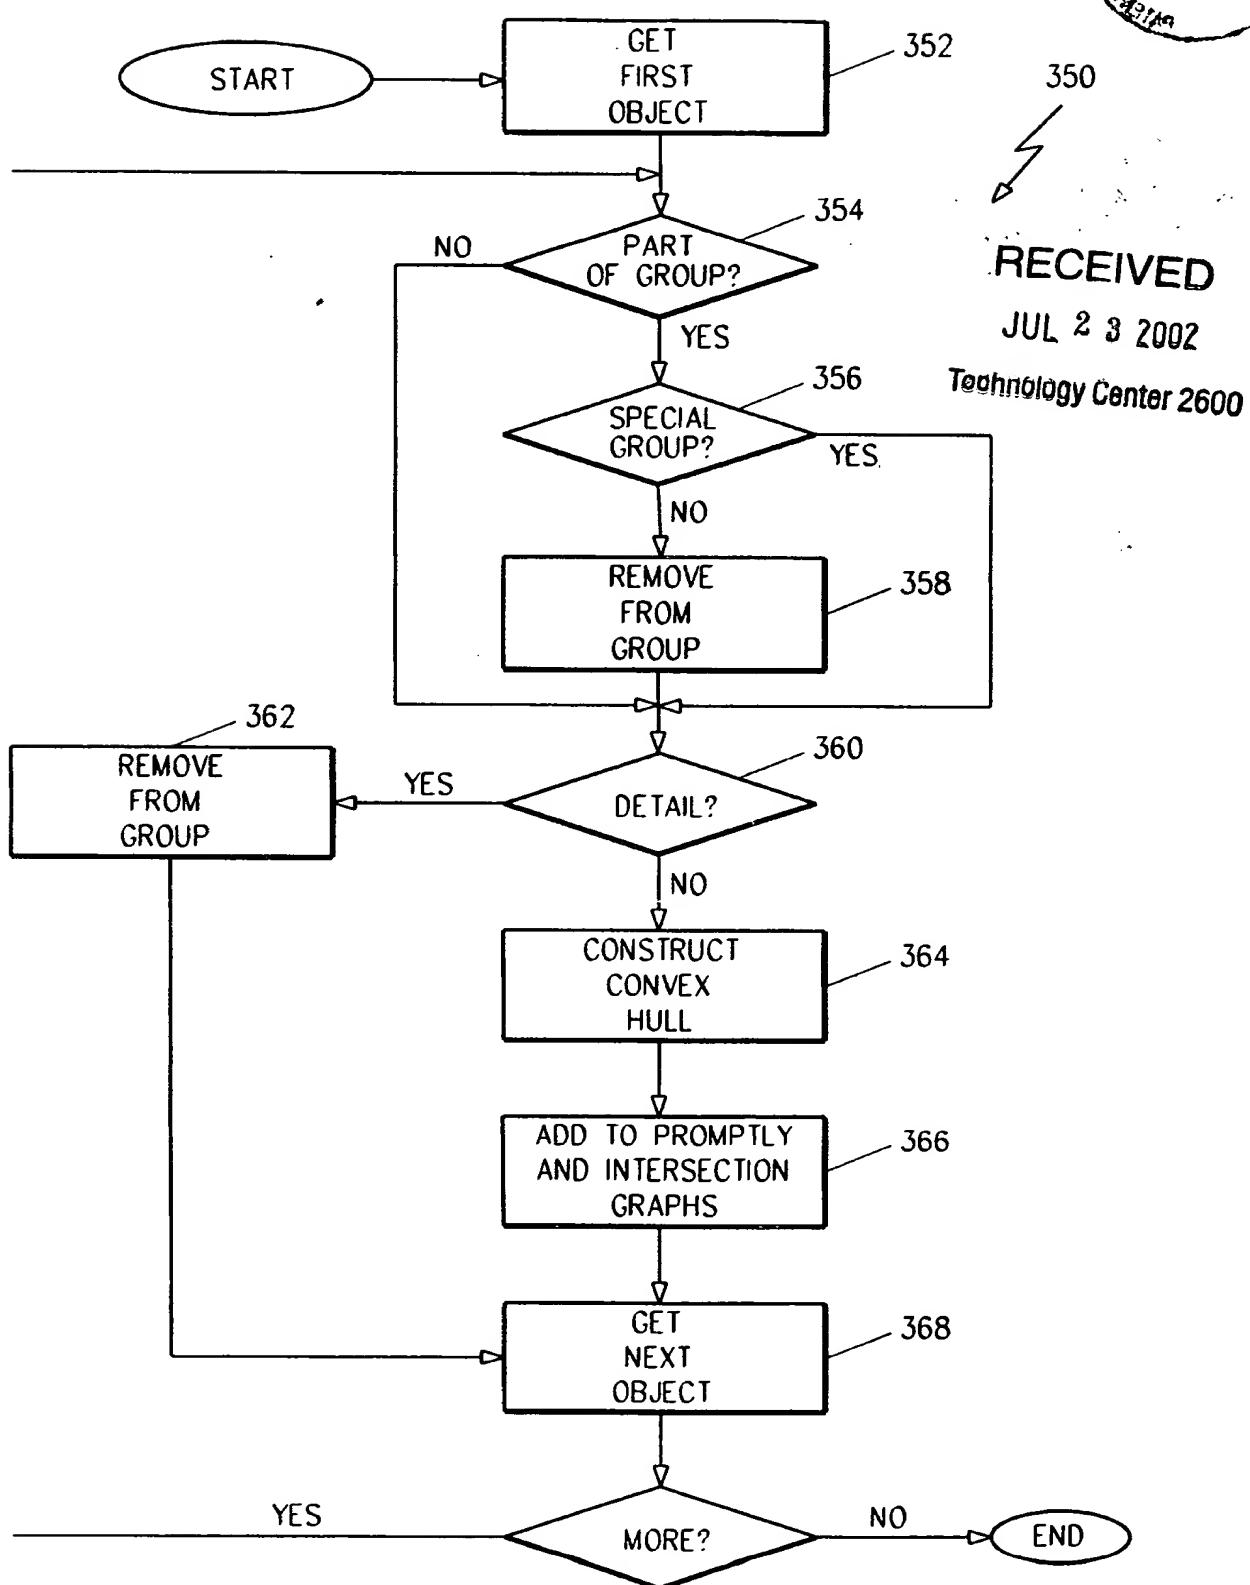 START
GET
FIRST
OBJECT
352
350
354
NO
PART
OF GROUP?
RECEIVED
JUL 23 2002
Technology Center 2600
YES
356
SPECIAL
GROUP?
YES
NO
REMOVE
FROM
GROUP
358
362
REMOVE
FROM
GROUP
YES
360
DETAIL?
NO
CONSTRUCT
CONVEX
HULL
364
ADD TO PROMPTLY
AND INTERSECTION
GRAPHS
366
GET
NEXT
OBJECT
368
YES
MORE?
NO
END